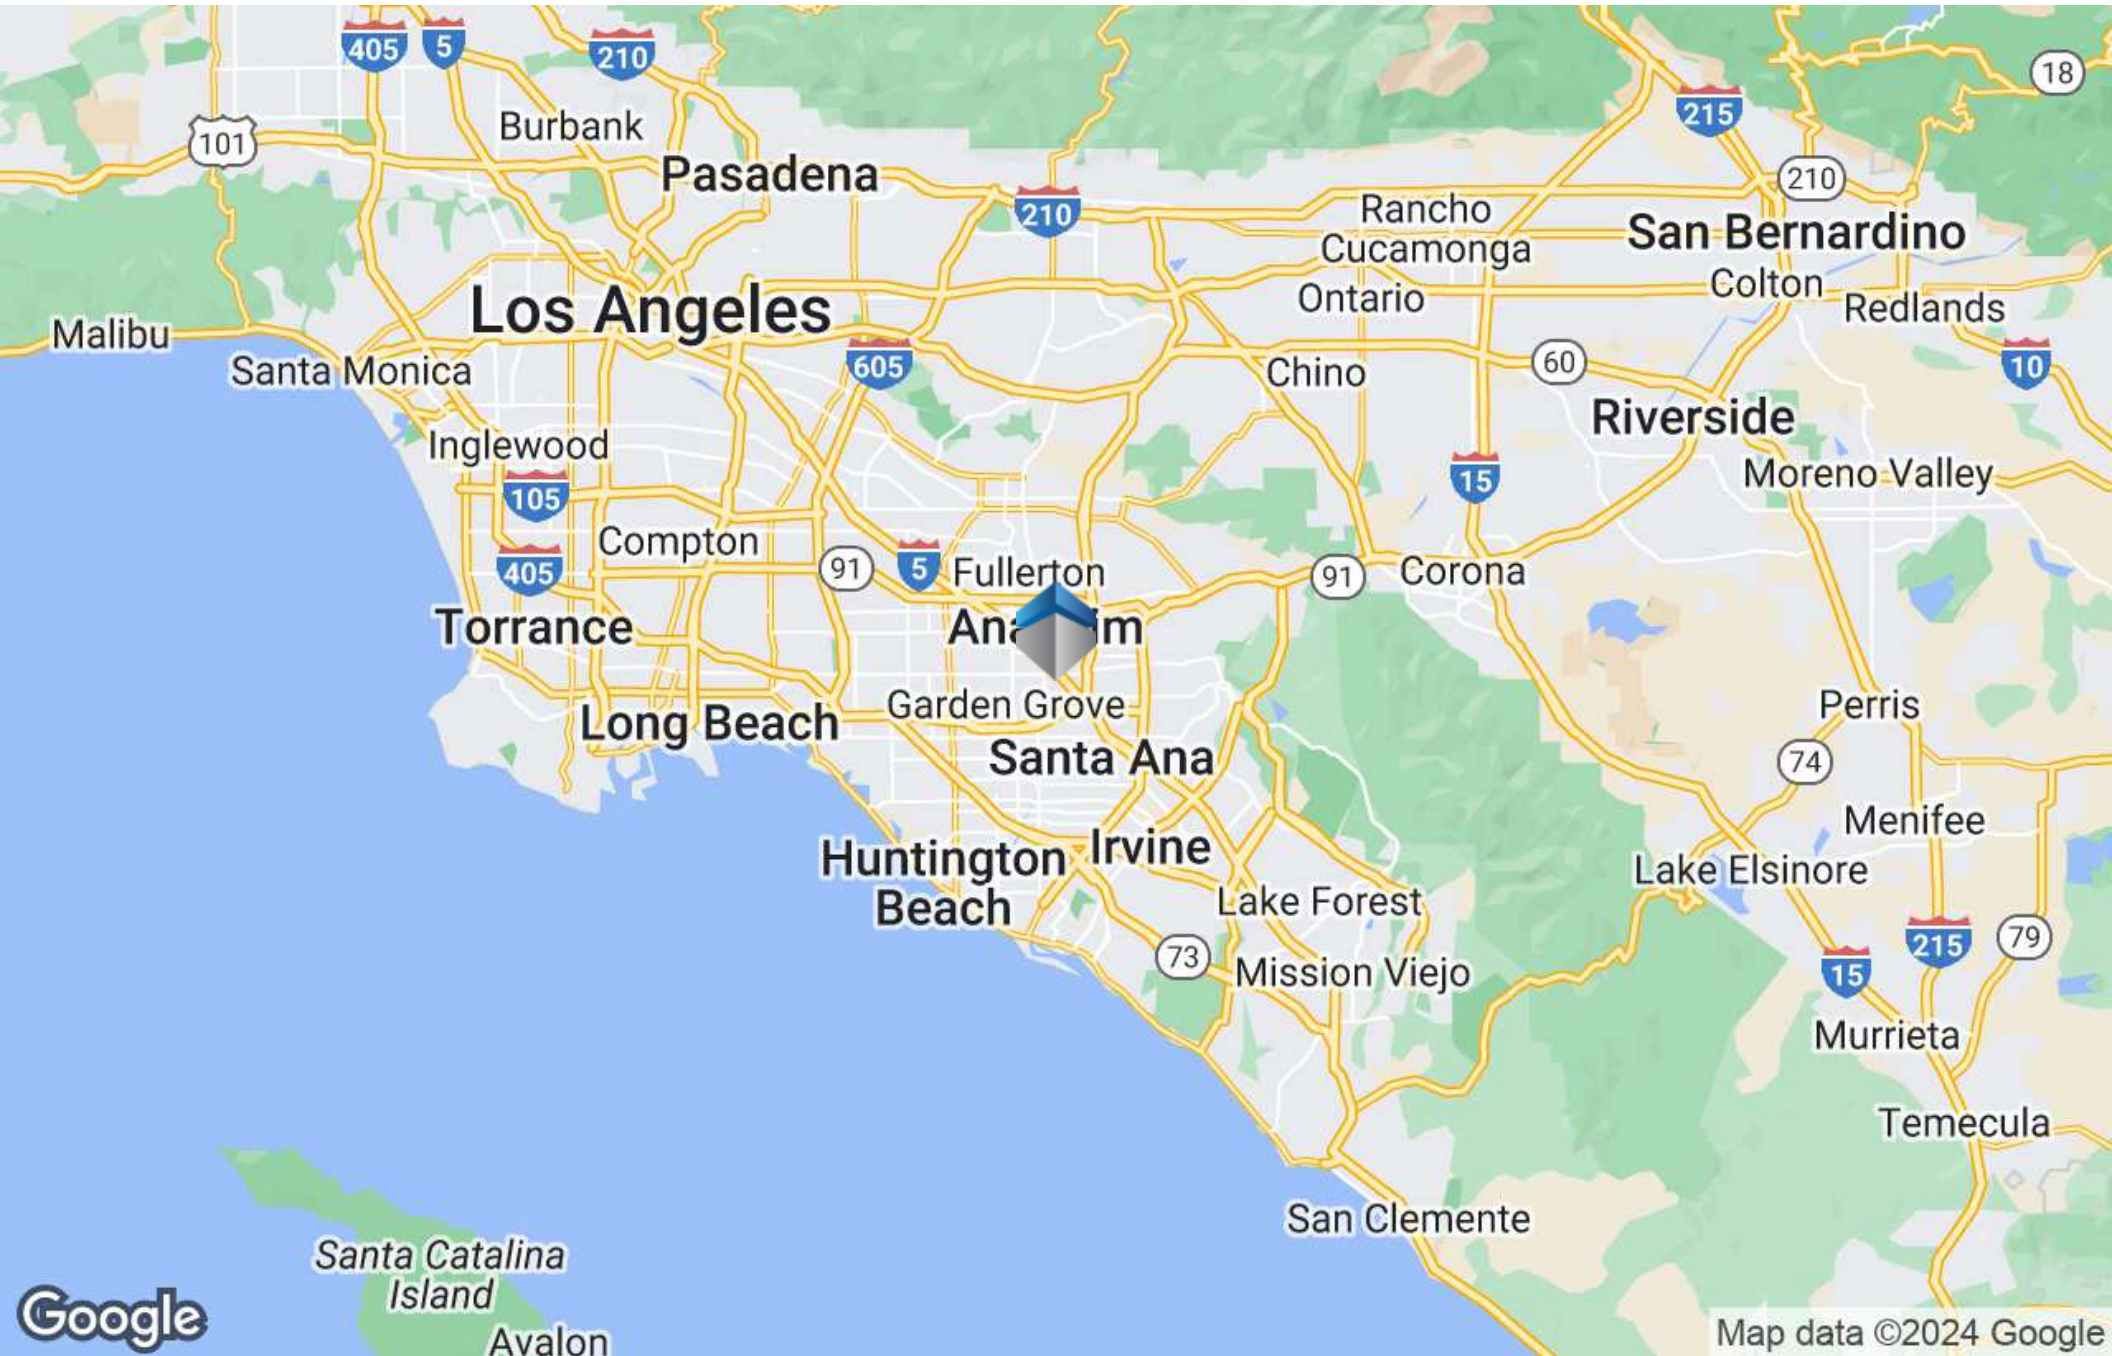 405
5
210
18
215
Burbank
101
Pasadena
210
210
Rancho
Cucamonga
San Bernardino
Colton
Ontario
Redlands
Los Angeles
Malibu
Santa Monica
605
Chino
60
10
Riverside
Inglewood
105
15
Moreno Valley
Compton
405
91
5
Fullerton
91
Corona
Torrance
Garden Grove
Long Beach
Perris
Santa Ana
74
Menifee
Huntington
Beach
Irvine
Lake Elsinore
Lake Forest
215
79
73
Mission Viejo
15
Murrieta
Temecula
San Clemente
Santa Catalina
Island
Avalon
Google
Map data ©2024 Google